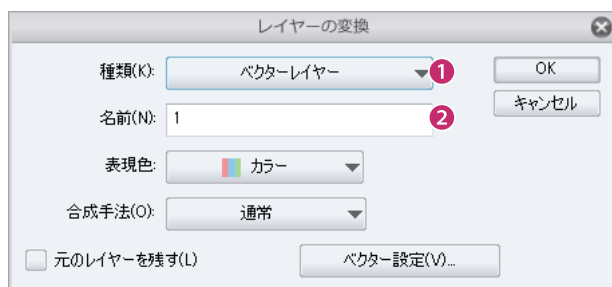 レイヤーの変換
種類(K): ベクターレイヤー 1 OK
キャンセル
名前(N): 1 2
表現色: カラー
合成手法(O): 通常
元のレイヤーを残す(L) ベクター設定(V)...